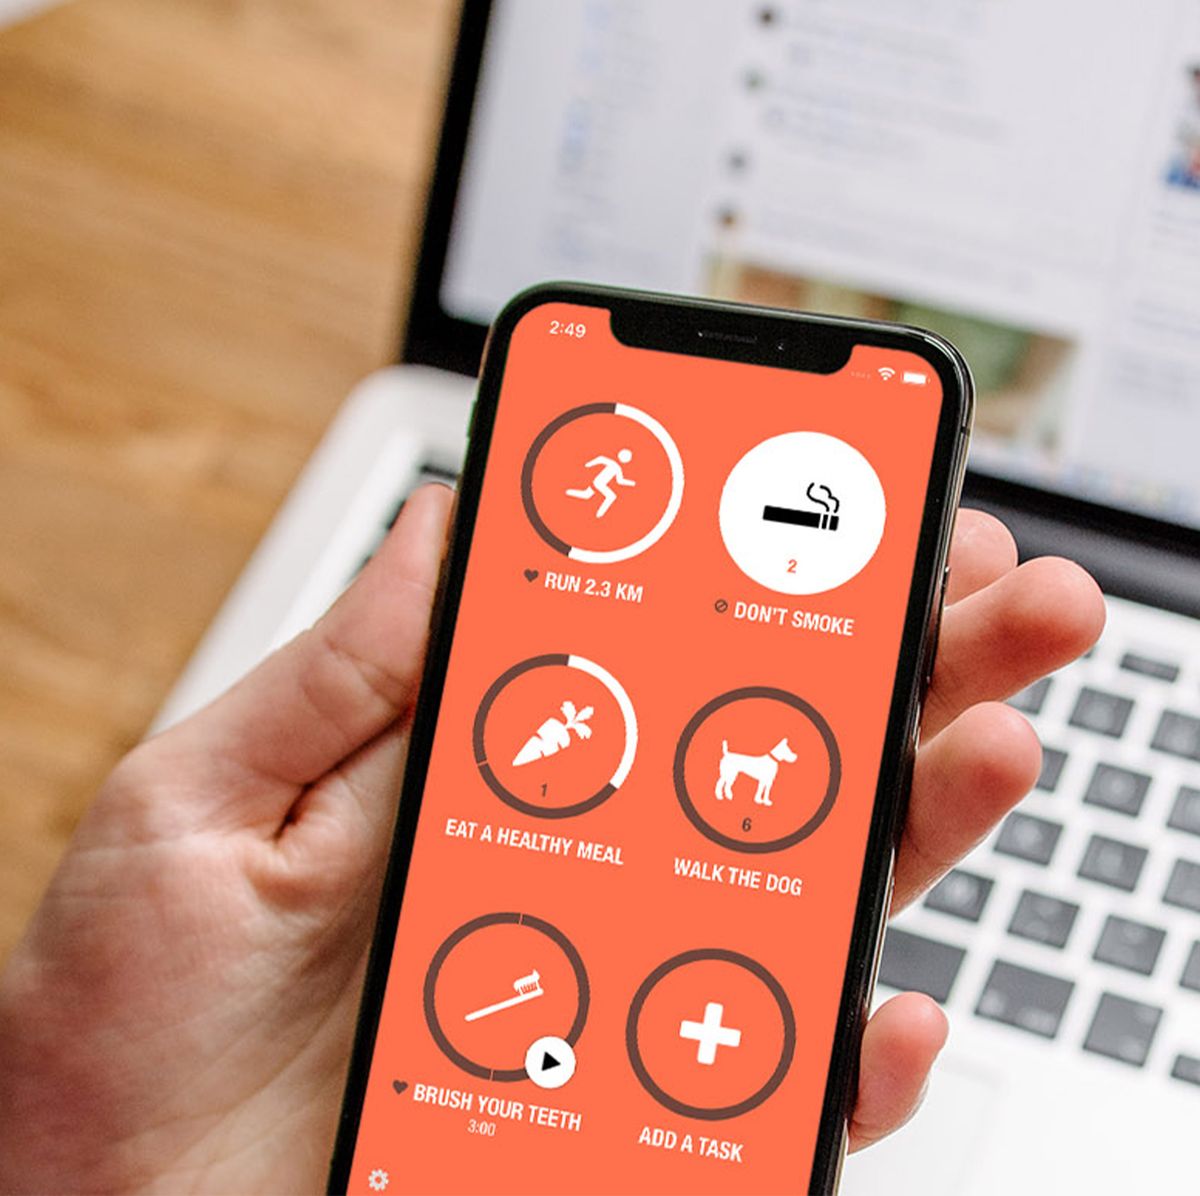 2:49
RUN 2.3 KM
2
DON'T SMOKE
1
EAT A HEALTHY MEAL
6
WALK THE DOG
BRUSH YOUR TEETH
3:00
ADD A TASK